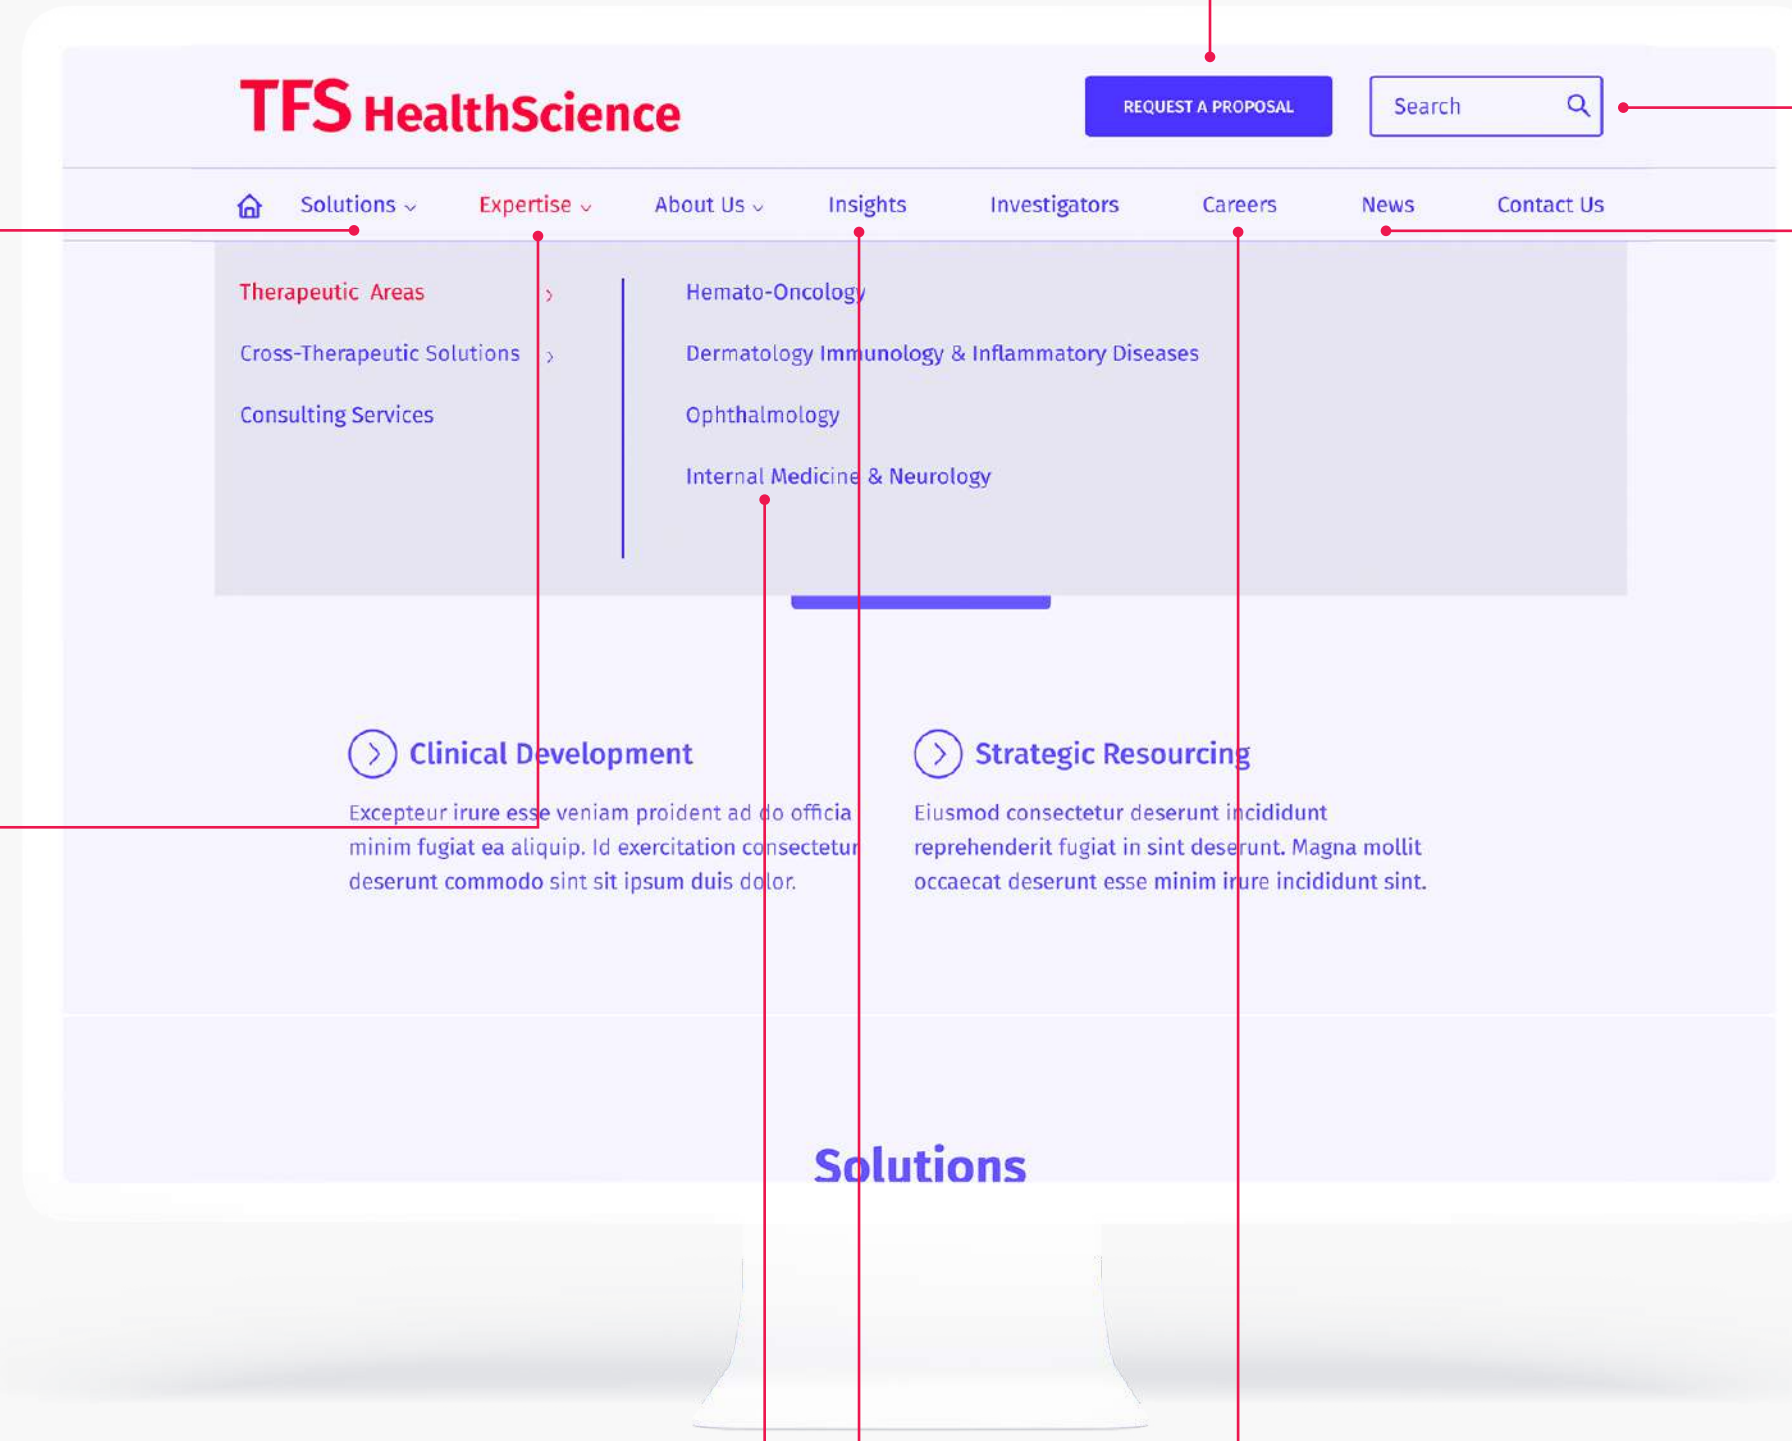 TFS HealthScience
REQUEST A PROPOSAL
Search
Solutions
Expertise
About Us
Insights
Investigators
Careers
News
Contact Us
Therapeutic Areas
Cross-Therapeutic Solutions
Consulting Services
Hemato-Oncology
Dermatology Immunology & Inflammatory Diseases
Ophthalmology
Internal Medicine & Neurology
Clinical Development
Excepteur irure esse veniam proident ad do officia
minim fugiat ea aliquip. Id exercitation consectetur
deserunt commodo sint sit ipsum duis dolor.
Strategic Resourcing
Eiusmod consectetur deserunt incididunt
reprehenderit fugiat in sint deserunt. Magna mollit
occaecat deserunt esse minim irure incididunt sint.
Solutions